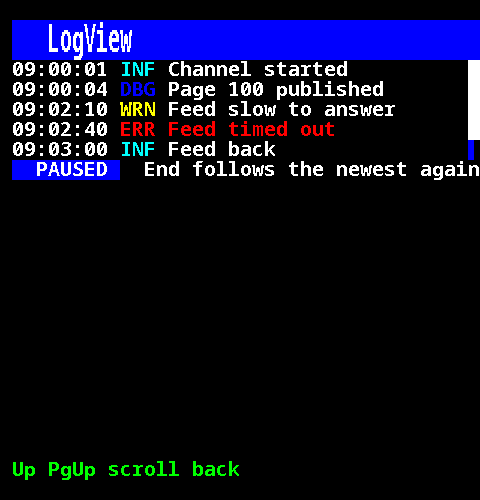 LogView
09:00:01 INF Channel started
09:00:04 DBG Page 100 published
09:02:10 WRN Feed slow to answer
09:02:40 ERR Feed timed out
09:03:00 INF Feed back
PAUSED End follows the newest again
Up PgUp scroll back